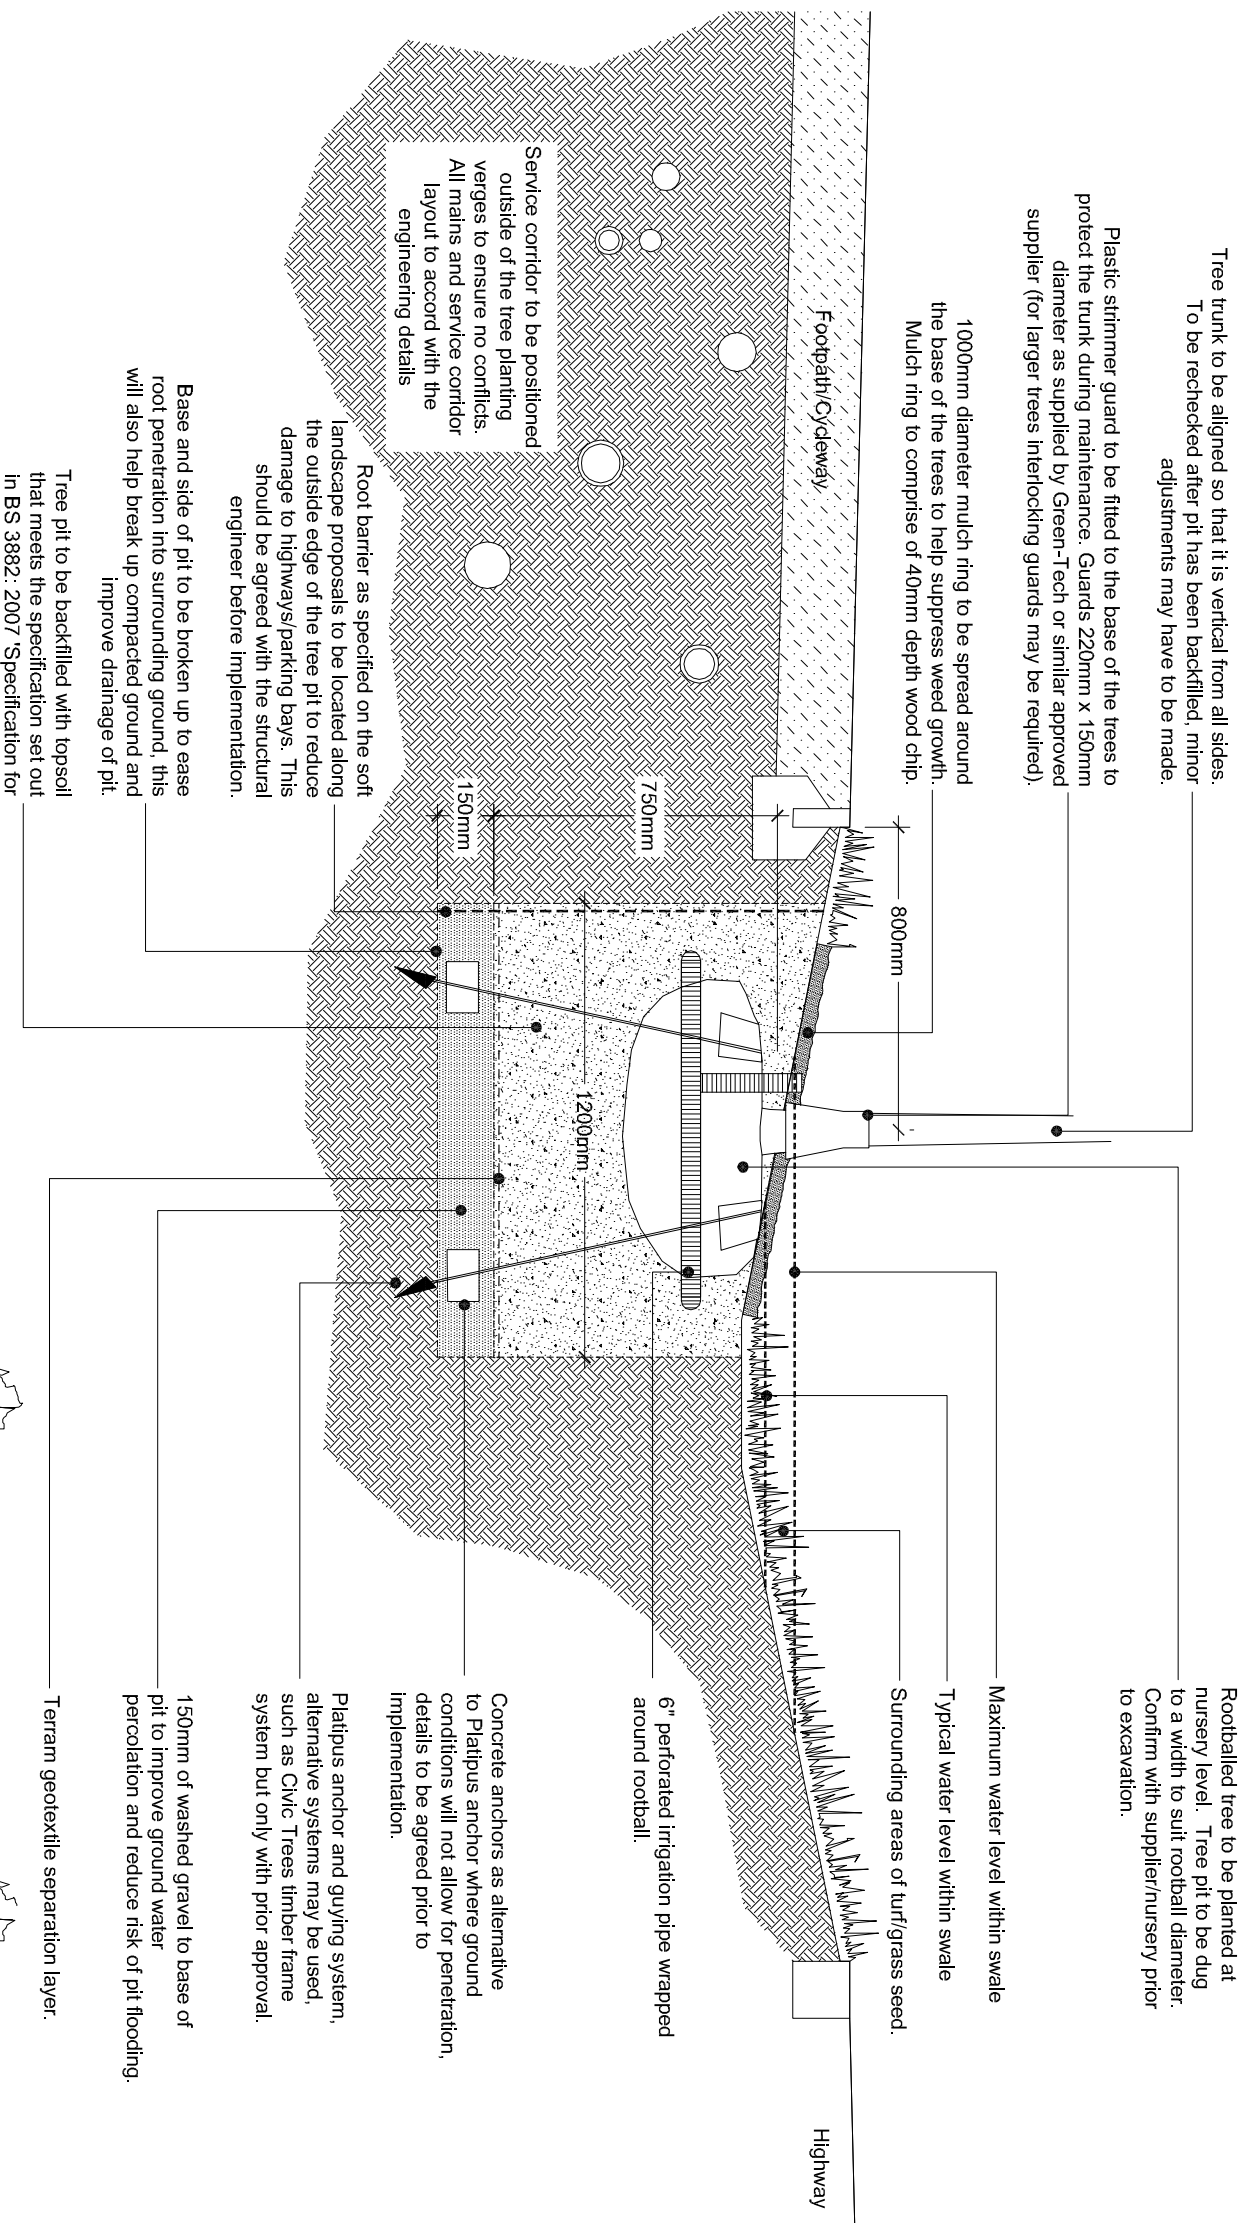 Tree trunk to be aligned so that it is vertical from all sides.
To be rechecked after pit has been backfilled, minor
adjustments may have to be made.
Plastic strimmer guard to be fitted to the base of the trees to
protect the trunk during maintenance. Guards 220mm x 150mm
diameter as supplied by Green-Tech or similar approved
supplier (for larger trees interlocking guards may be required).
1000mm diameter mulch ring to be spread around
the base of the trees to help suppress weed growth.
Mulch ring to comprise of 40mm depth wood chip.
Footpath/Cycleway
Service corridor to be positioned
outside of the tree planting
verges to ensure no conflicts.
All mains and service corridor
layout to accord with the
engineering details
Root barrier as specified on the soft
landscape proposals to be located along
the outside edge of the tree pit to reduce
damage to highways/parking bays. This
should be agreed with the structural
engineer before implementation.
Base and side of pit to be broken up to ease
root penetration into surrounding ground, this
will also help break up compacted ground and
improve drainage of pit.
Tree pit to be backfilled with topsoil
that meets the specification set out
in BS 3882: 2007 'Specification for
800mm
750mm
150mm
1200mm
Rootballed tree to be planted at
nursery level. Tree pit to be dug
to a width to suit rootball diameter.
Confirm with supplier/nursery prior
to excavation.
Maximum water level within swale
Typical water level within swale
Surrounding areas of turf/grass seed.
Highway
6" perforated irrigation pipe wrapped
around rootball.
Concrete anchors as alternative
to Platipus anchor where ground
conditions will not allow for penetration,
details to be agreed prior to
implementation.
Platipus anchor and guying system,
alternative systems may be used,
such as Civic Trees timber frame
system but only with prior approval.
150mm of washed gravel to base of
pit to improve ground water
percolation and reduce risk of pit flooding.
Terram geotextile separation layer.